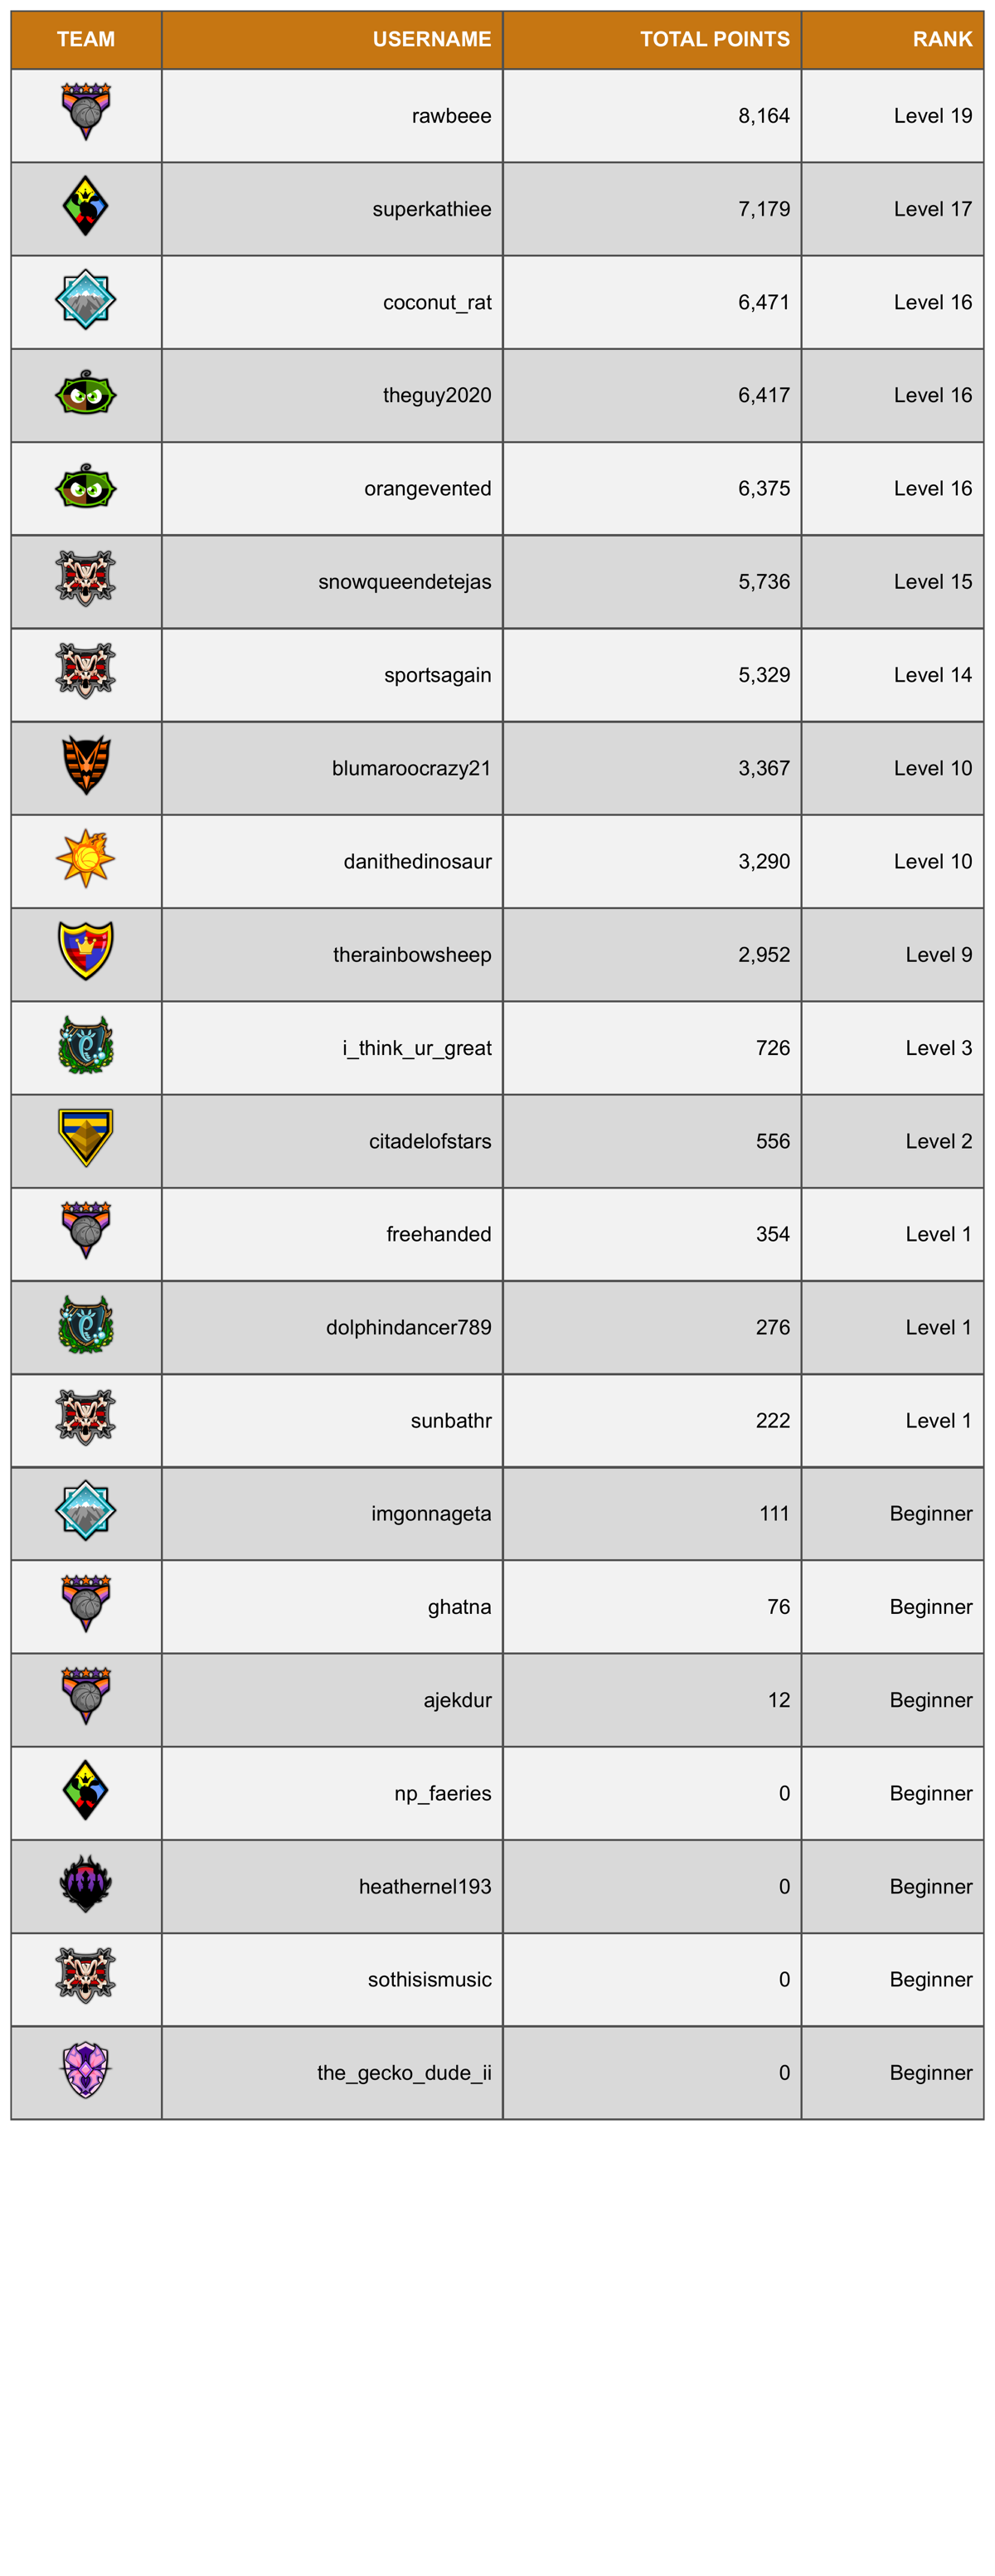 TEAM USERNAME TOTAL POINTS RANK
rawbeee 8,164 Level 19
superkathiee 7,179 Level 17
coconut_rat 6,471 Level 16
theguy2020 6,417 Level 16
orangevented 6,375 Level 16
snowqueendetejas 5,736 Level 15
sportsagain 5,329 Level 14
blumaroocrazy21 3,367 Level 10
danithedinosaur 3,290 Level 10
therainbowsheep 2,952 Level 9
i_think_ur_great 726 Level 3
citadelofstars 556 Level 2
freehanded 354 Level 1
dolphindancer789 276 Level 1
sunbathr 222 Level 1
imgonnageta 111 Beginner
ghatna 76 Beginner
ajekdur 12 Beginner
np_faeries 0 Beginner
heathernel193 0 Beginner
sothisismusic 0 Beginner
the_gecko_dude_ii 0 Beginner